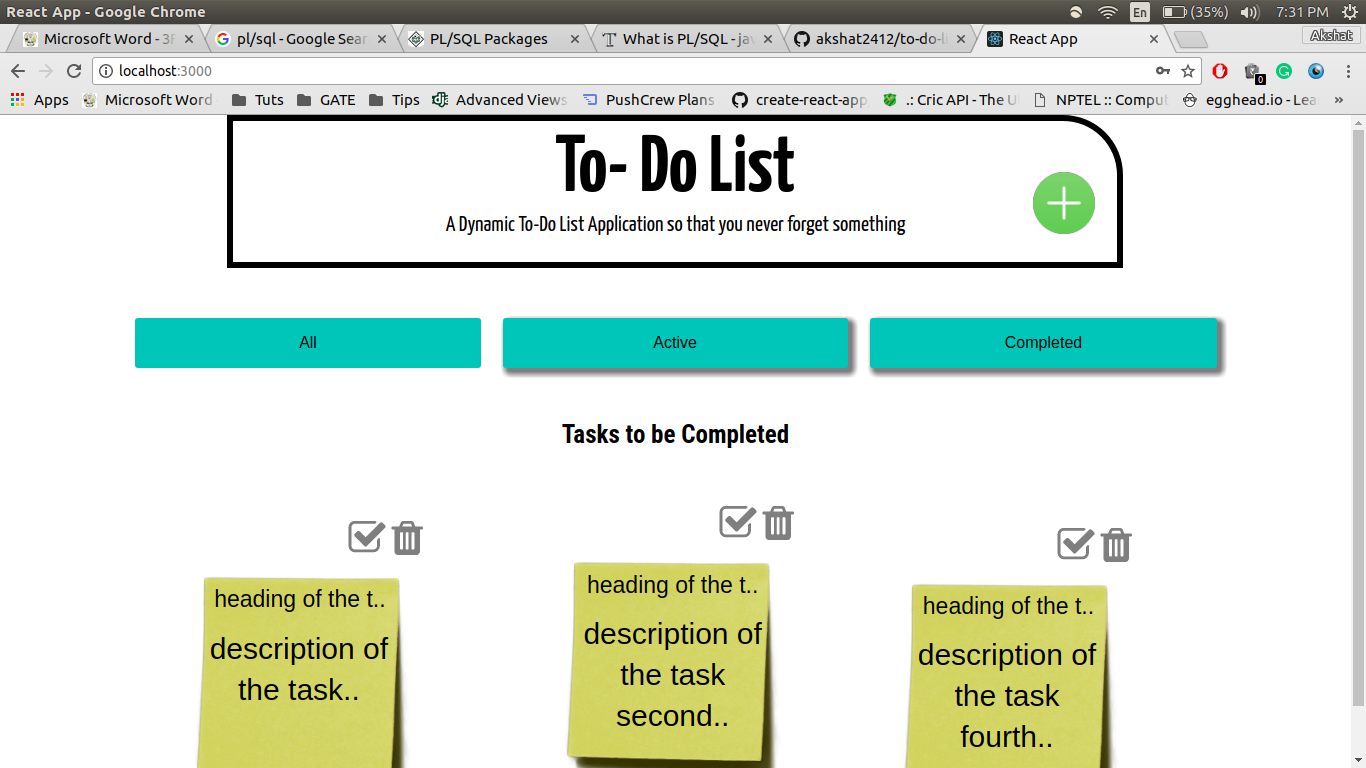 React App - Google Chrome
En (35%) 7:31 PM
Microsoft Word - 3
pl/sql - Google Sear
PL/SQL Packages
What is PL/SQL - jav
akshat2412/to-do-li
React App
Akshat
localhost:3000
0
Apps
Microsoft Word
Tuts
GATE
Tips
Advanced Views
PushCrew Plans
create-react-app
.: Cric API - The U
NPTEL :: Comput
egghead.io - Lea
»
To- Do List
A Dynamic To-Do List Application so that you never forget something
All
Active
Completed
Tasks to be Completed
heading of the t..
description of
the task..
heading of the t..
description of
the task
second..
heading of the t..
description of
the task
fourth..